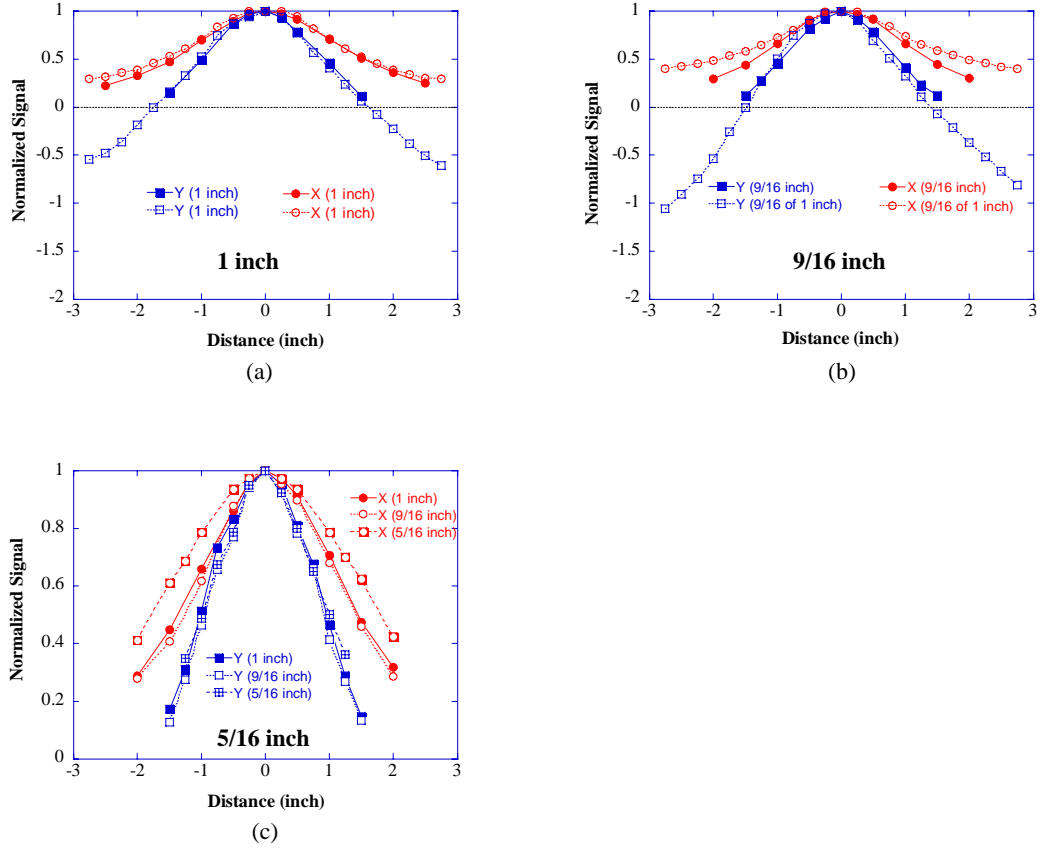 1
0.5
0
-0.5
-1
-1.5
-2
Normalized Signal
Y (1 inch)
Y (1 inch)
X (1 inch)
X (1 inch)
1 inch
-3 -2 -1 0 1 2 3
Distance (inch)
(a)
1
0.5
0
-0.5
-1
-1.5
-2
Normalized Signal
Y (9/16 inch)
Y (9/16 of 1 inch)
X (9/16 inch)
X (9/16 of 1 inch)
9/16 inch
-3 -2 -1 0 1 2 3
Distance (inch)
(b)
1
0.8
0.6
0.4
0.2
0
Normalized Signal
X (1 inch)
X (9/16 inch)
X (5/16 inch)
Y (1 inch)
Y (9/16 inch)
Y (5/16 inch)
5/16 inch
-3 -2 -1 0 1 2 3
Distance (inch)
(c)